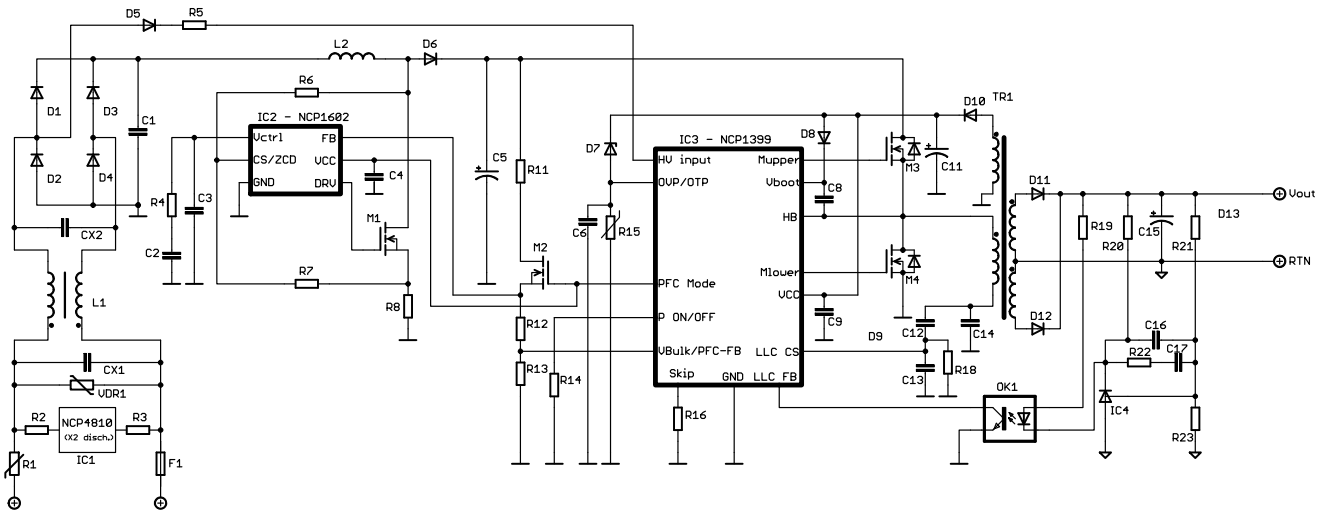 D5
R5
L2
D6
R6
D1
D3
C1
D2
D4
CX2
L1
CX1
VDR1
R2
NCP4810
(X2 disch.)
R3
IC1
R1
F1
IC2 - NCP1602
Vctrl
FB
CS/ZCD
VCC
GND
DRV
R4
C3
C2
C4
M1
R7
R8
C5
R11
M2
R12
R13
R14
D7
C6
R15
IC3 - NCP1399
HV input
Mupper
OVP/OTP
Vboot
HB
Mlower
PFC Mode
VCC
P ON/OFF
VBulk/PFC-FB
LLC CS
Skip
GND
LLC FB
R16
D8
C8
C9
M3
M4
C11
D10
TR1
D9
C12
C14
C13
R18
OK1
D11
D12
R19
R20
C15
R21
D13
Vout
RTN
C16
R22
C17
IC4
R23